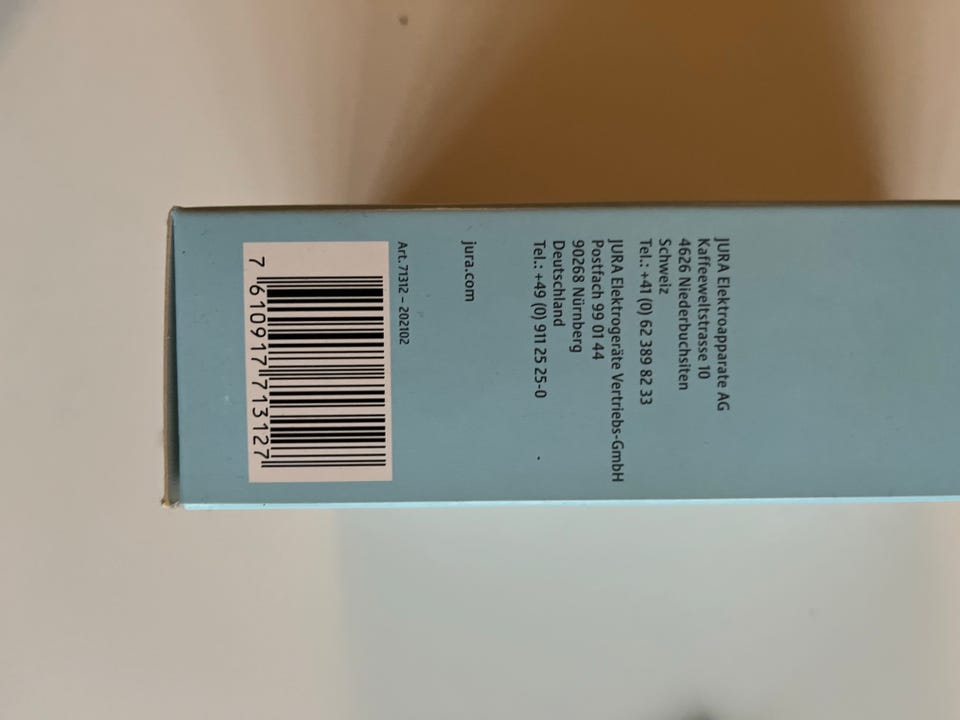 JURA Elektroapparate AG
Kaffeeweltstrasse 10
4626 Niederbuchsiten
Schweiz
Tel.: +41 (0) 62 389 82 33
JURA Elektrogeräte Vertriebs-GmbH
Postfach 99 01 44
90268 Nürnberg
Deutschland
Tel.: +49 (0) 911 25 25-0
jura.com
Art. 71312 – 202102
7 610917 713127